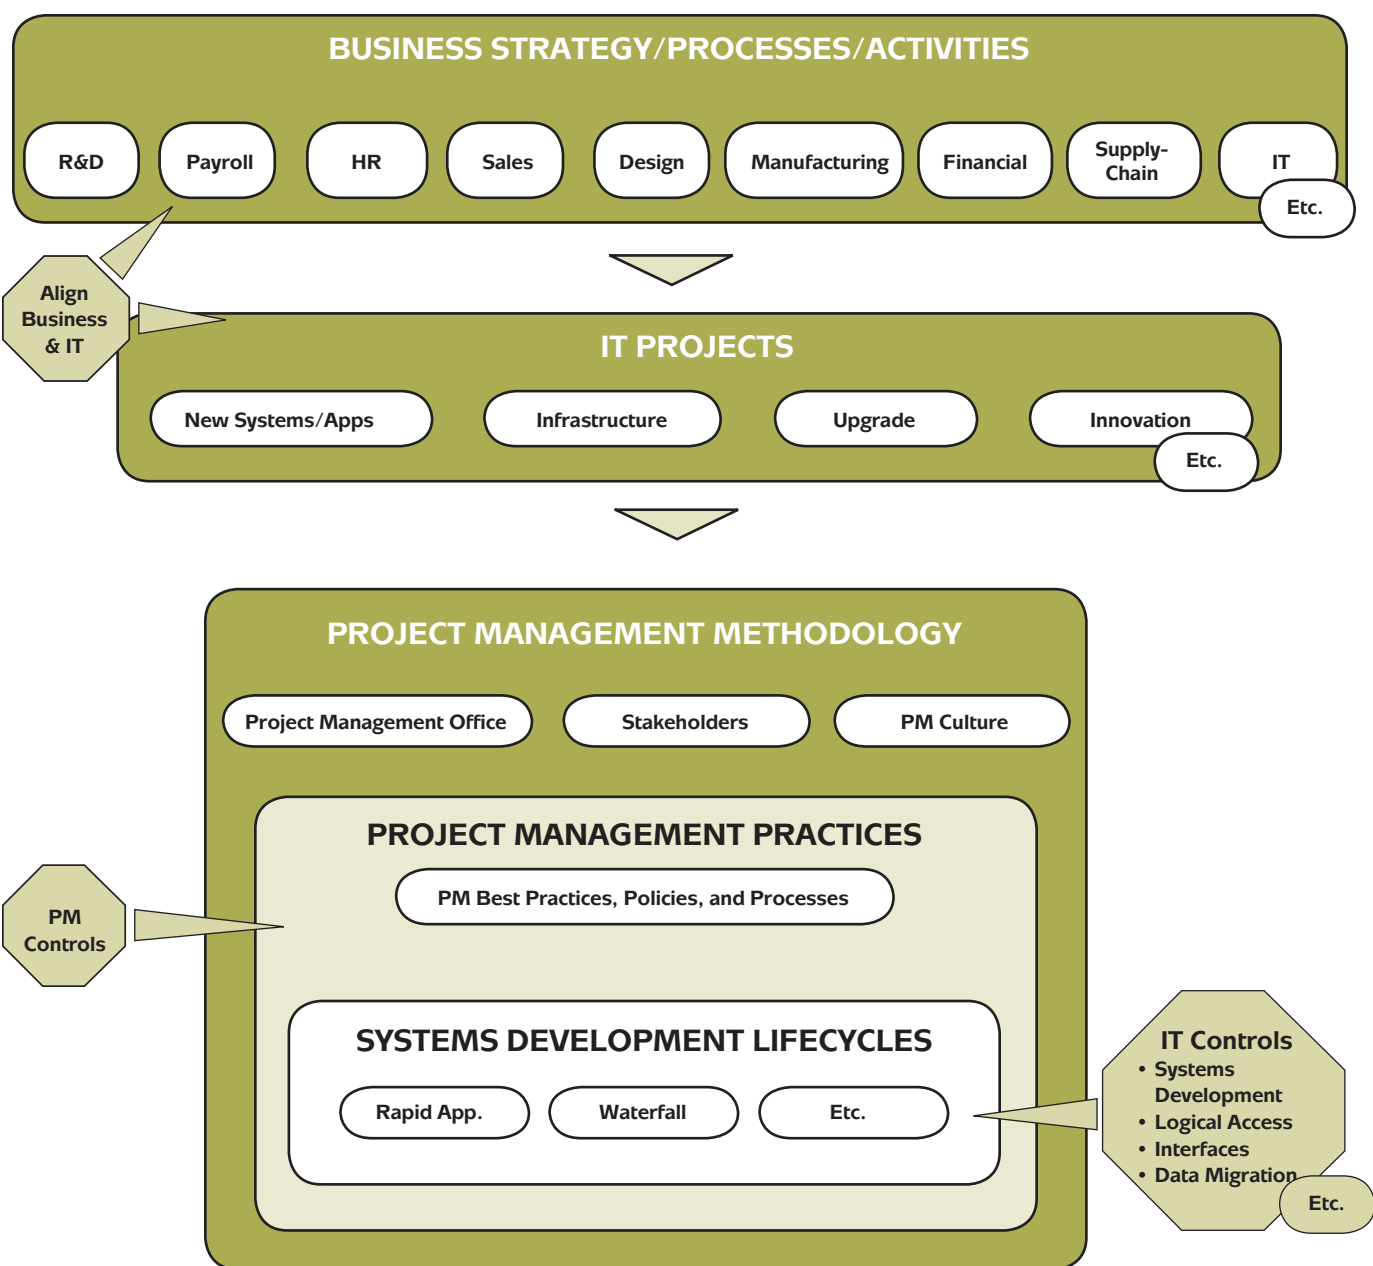 BUSINESS STRATEGY/PROCESSES/ACTIVITIES
R&D
Payroll
HR
Sales
Design
Manufacturing
Financial
Supply-
Chain
IT
Etc.
Align
Business
& IT
IT PROJECTS
New Systems/Apps
Infrastructure
Upgrade
Innovation
Etc.
PROJECT MANAGEMENT METHODOLOGY
Project Management Office
Stakeholders
PM Culture
PROJECT MANAGEMENT PRACTICES
PM Best Practices, Policies, and Processes
PM
Controls
SYSTEMS DEVELOPMENT LIFECYCLES
Rapid App.
Waterfall
Etc.
IT Controls
• Systems
Development
• Logical Access
• Interfaces
• Data Migration
Etc.